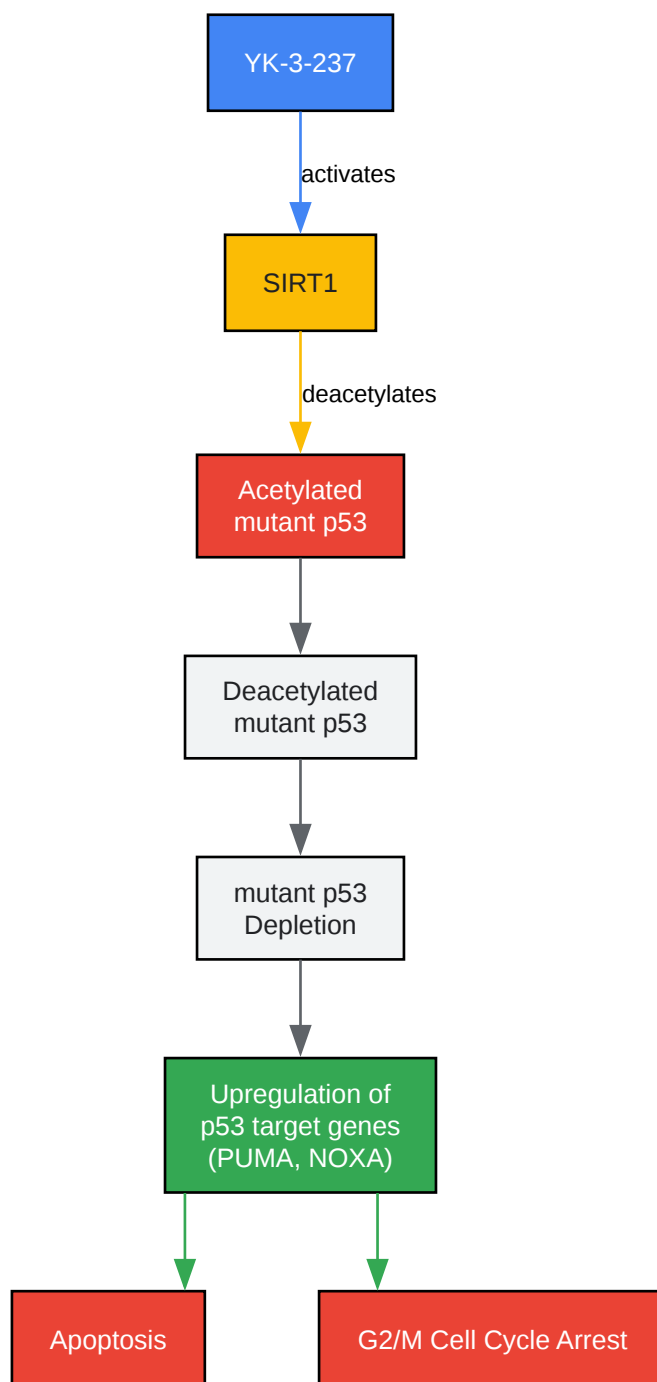 YK-3-237
activates
SIRT1
deacetylates
Acetylated
mutant p53
Deacetylated
mutant p53
mutant p53
Depletion
Upregulation of
p53 target genes
(PUMA, NOXA)
Apoptosis
G2/M Cell Cycle Arrest